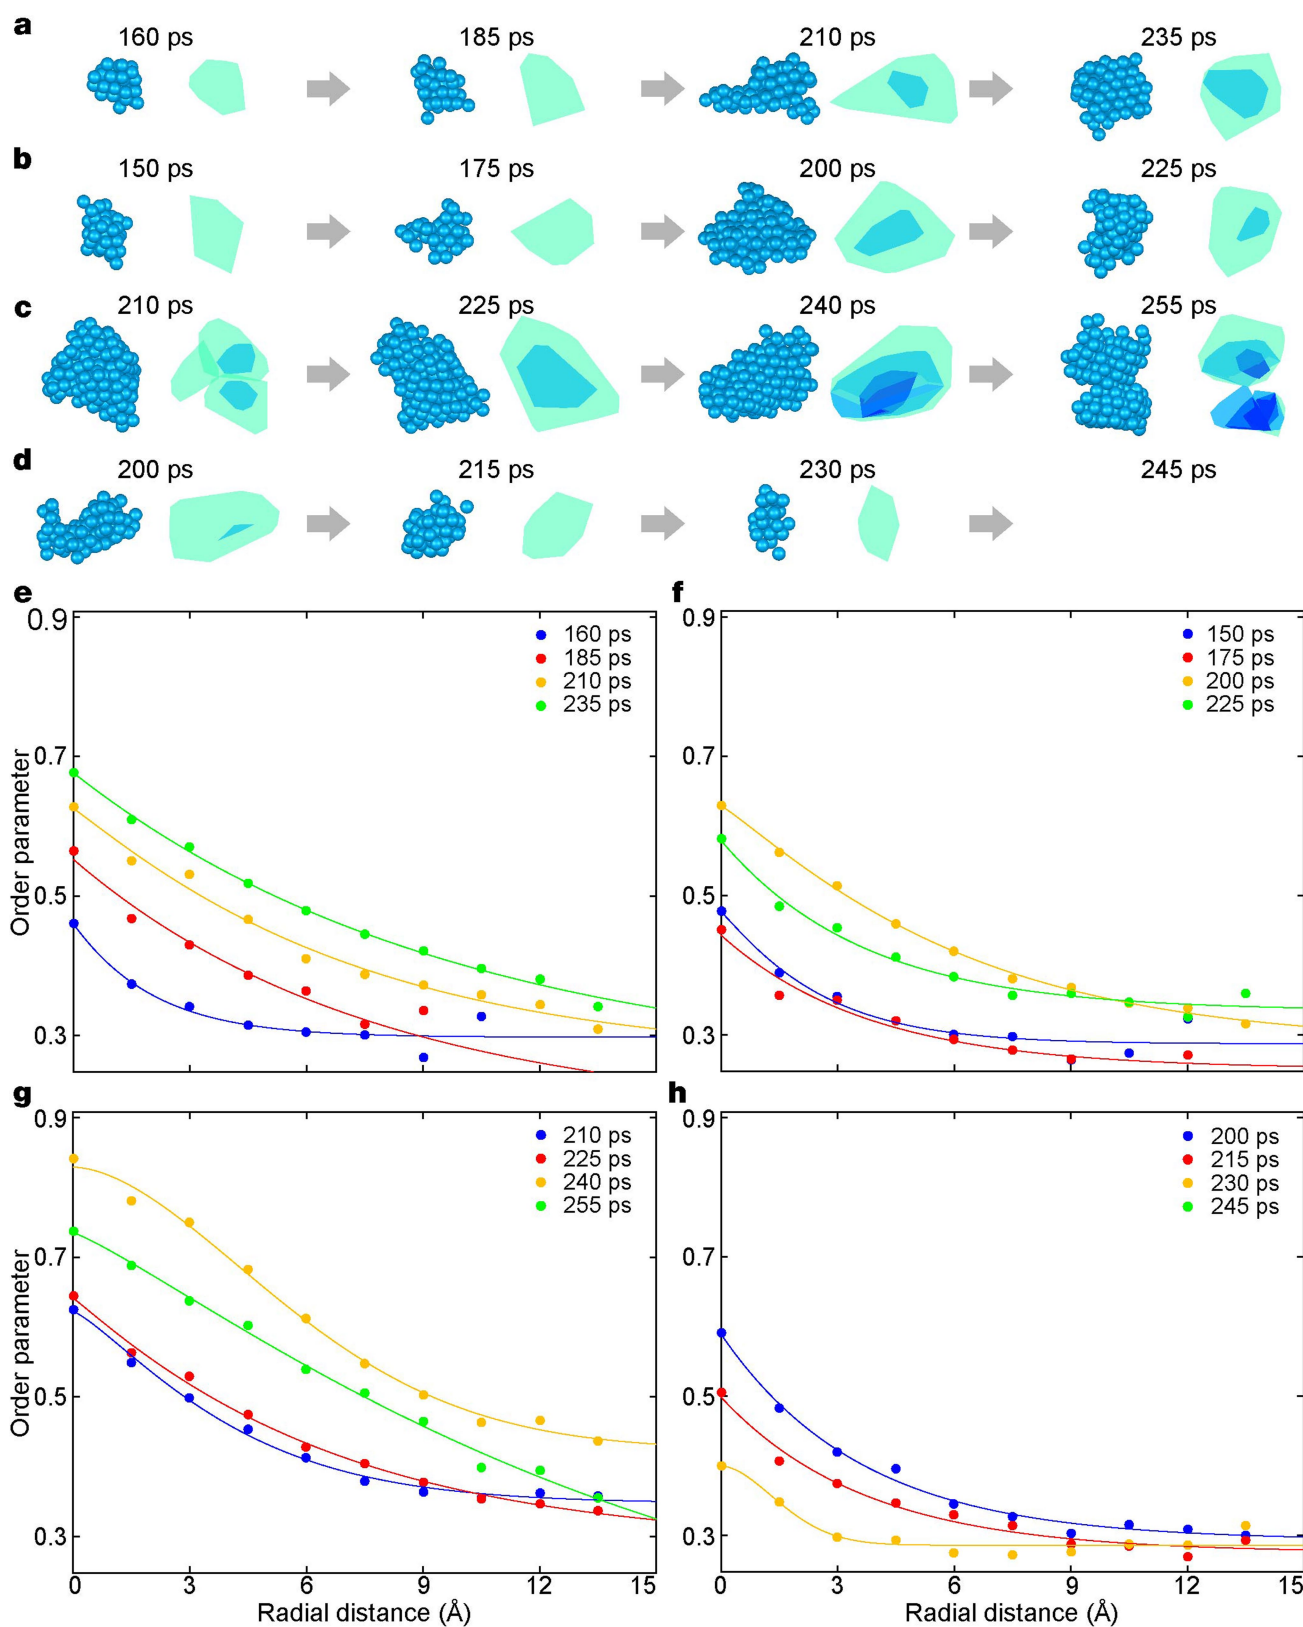 a
160 ps 185 ps 210 ps 235 ps
b
150 ps 175 ps 200 ps 225 ps
c
210 ps 225 ps 240 ps 255 ps
d
200 ps 215 ps 230 ps 245 ps
e
0.9
0.7
0.5
0.3
Order parameter
160 ps
185 ps
210 ps
235 ps
f
0.9
0.7
0.5
0.3
150 ps
175 ps
200 ps
225 ps
g
0.9
0.7
0.5
0.3
Order parameter
210 ps
225 ps
240 ps
255 ps
0 3 6 9 12 15
Radial distance (Å)
h
0.9
0.7
0.5
0.3
200 ps
215 ps
230 ps
245 ps
0 3 6 9 12 15
Radial distance (Å)